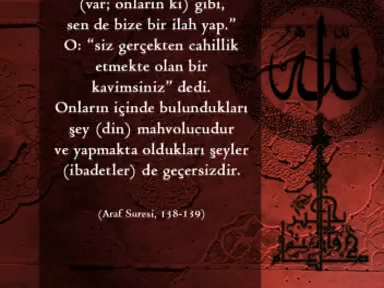 (var; onların ki) gibi,
sen de bize bir ilah yap.”
O: “siz gerçekten cahillik
etmekte olan bir
kavimsiniz” dedi.
Onların içinde bulundukları
şey (din) mahvolucudur
ve yapmakta oldukları şeyler
(ibadetler) de geçersizdir.
(Araf Suresi, 138-139)
الله